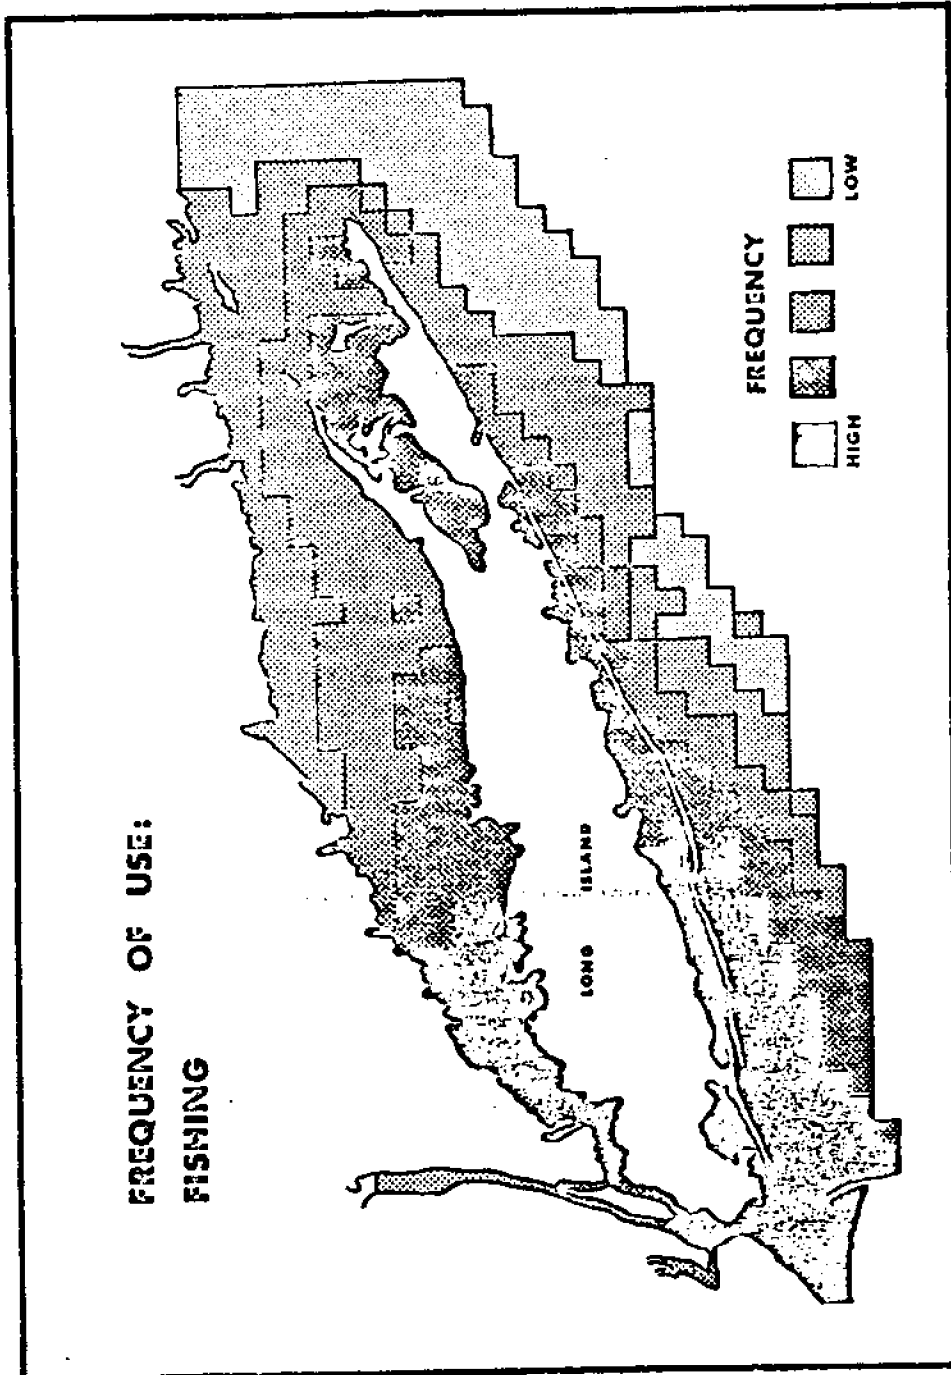 FREQUENCY OF USE:
FISHING
LONG ISLAND
FREQUENCY
HIGH
LOW